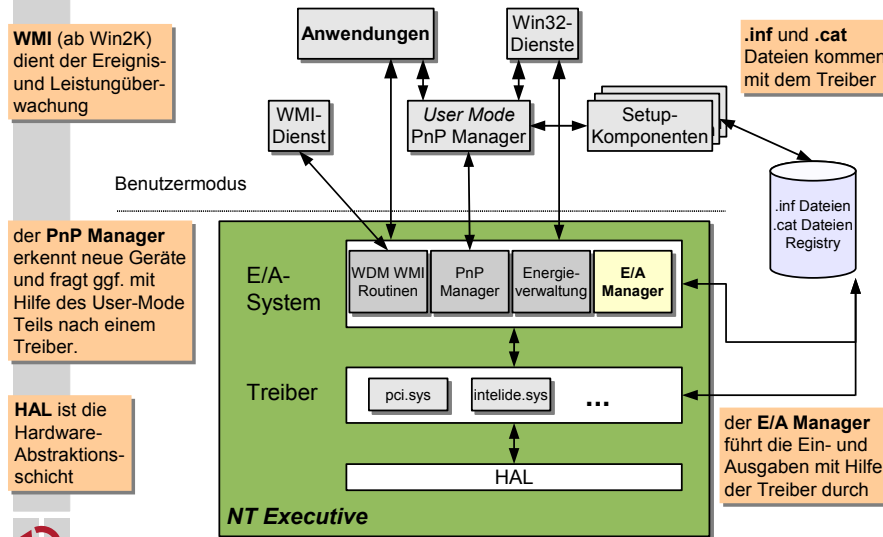 WMI (ab Win2K)
dient der Ereignis-
und Leistungüber-
wachung
Anwendungen
Win32-
Dienste
.inf und .cat
Dateien kommen
mit dem Treiber
WMI-
Dienst
User Mode
PnP Manager
Setup-
Komponenten
Benutzermodus
.inf Dateien
.cat Dateien
Registry
der PnP Manager
erkennt neue Geräte
und fragt ggf. mit
Hilfe des User-Mode
Teils nach einem
Treiber.
E/A-
System
WDM WMI
Routinen
PnP
Manager
Energie-
verwaltung
E/A
Manager
Treiber
pci.sys
intelide.sys
...
HAL ist die
Hardware-
Abstraktions-
schicht
der E/A Manager
führt die Ein- und
Ausgaben mit Hilfe
der Treiber durch
HAL
NT Executive